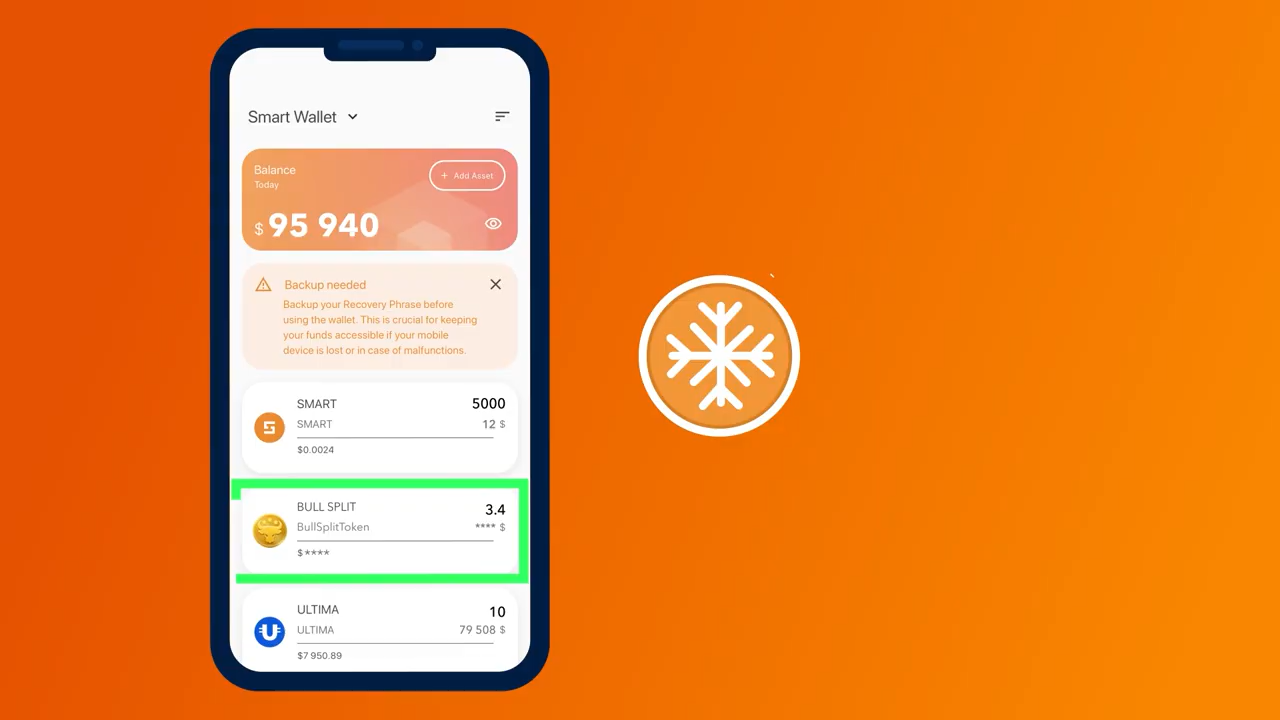 Smart Wallet
Balance
Today
+ Add Asset
$ 95 940
Backup needed
Backup your Recovery Phrase before
using the wallet. This is crucial for keeping
your funds accessible if your mobile
device is lost or in case of malfunctions.
SMART 5000
SMART 12 $
$0.0024
BULL SPLIT 3.4
BullSplitToken **** $
$****
ULTIMA 10
ULTIMA 79 508 $
$7 950.89